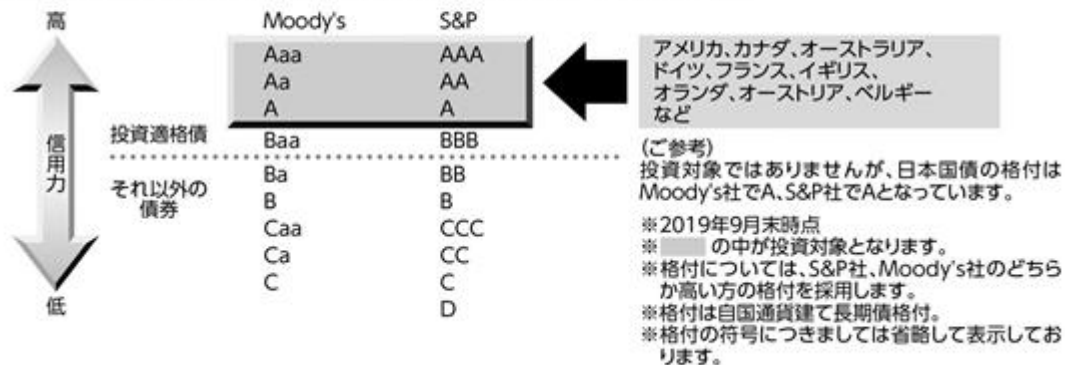 高
信用力
低
Moody's S&P
Aaa AAA
Aa AA
A A
投資適格債 Baa BBB
それ以外の
債券
Ba BB
B B
Caa CCC
Ca CC
C C
D
アメリカ、カナダ、オーストラリア、
ドイツ、フランス、イギリス、
オランダ、オーストリア、ベルギー
など
(ご参考)
投資対象ではありませんが、日本国債の格付は
Moody's社でA、S&P社でAとなっています。
※2019年9月末時点
※ の中が投資対象となります。
※格付については、S&P社、Moody's社のどちら
か高い方の格付を採用します。
※格付は自国通貨建て長期債格付。
※格付の符号につきましては省略して表示してお
ります。